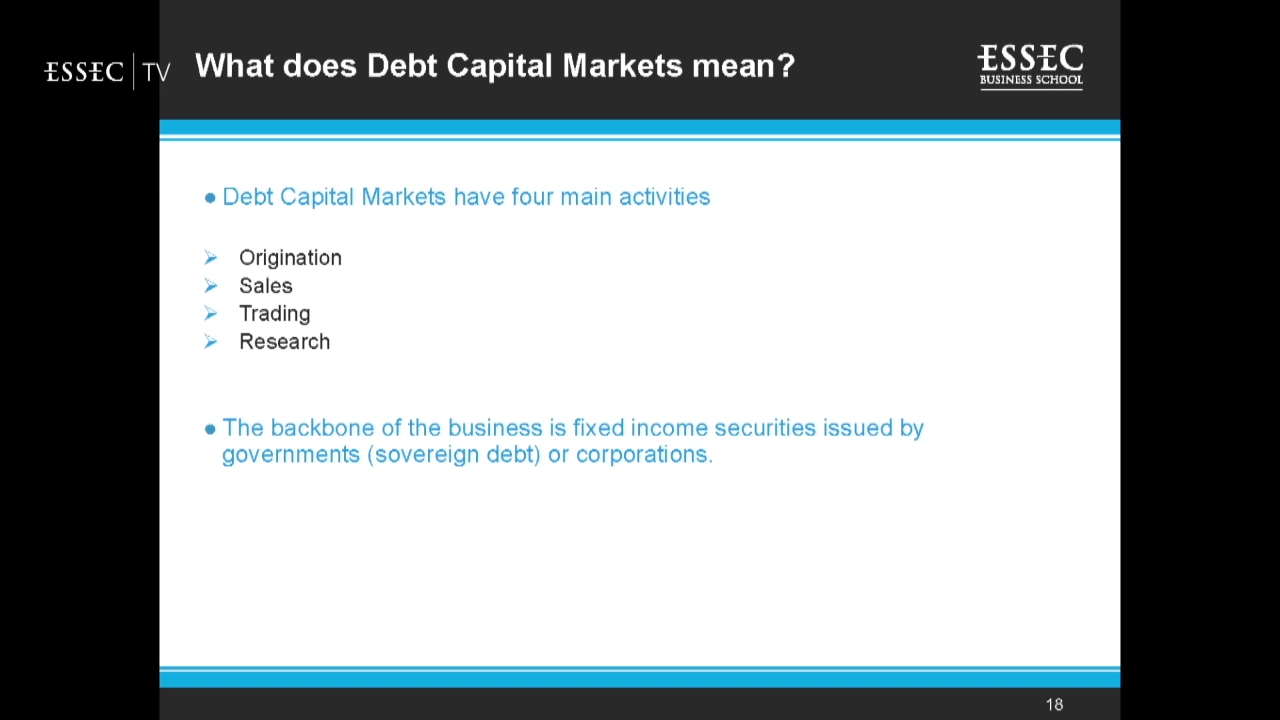 ESSEC | TV
What does Debt Capital Markets mean?
ESSEC
BUSINESS SCHOOL
● Debt Capital Markets have four main activities
➢ Origination
➢ Sales
➢ Trading
➢ Research
● The backbone of the business is fixed income securities issued by
governments (sovereign debt) or corporations.
18